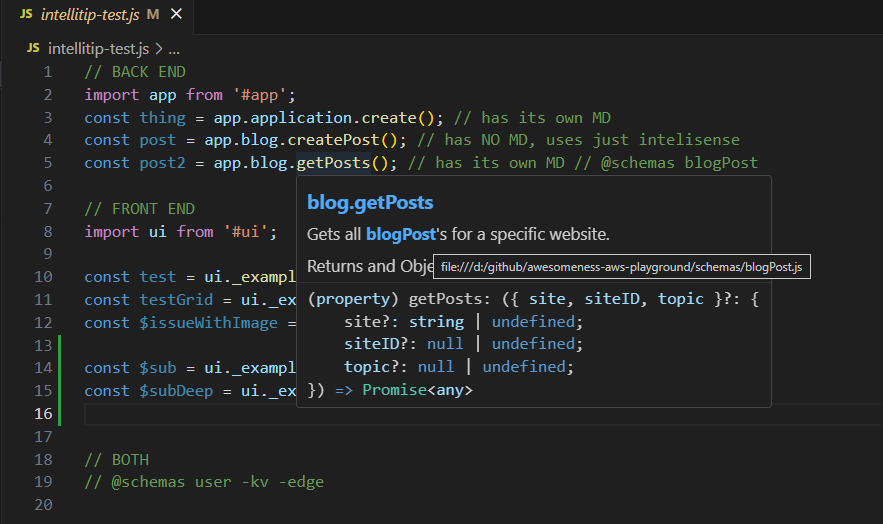 JS intellitip-test.js M ×
JS intellitip-test.js > ...
1 // BACK END
2 import app from '#app';
3 const thing = app.application.create(); // has its own MD
4 const post = app.blog.createPost(); // has NO MD, uses just intelisense
5 const post2 = app.blog.getPosts(); // has its own MD // @schemas blogPost
6
7 // FRONT END
8 import ui from '#ui';
9
10 const test = ui._exampl
11 const testGrid = ui._ex
12 const $issueWithImage =
13
14 const $sub = ui._exampl
15 const $subDeep = ui._ex
16
17
18 // BOTH
19 // @schemas user -kv -edge
20
blog.getPosts
Gets all blogPost's for a specific website.
Returns and Obje
file:///d:/github/awesomeness-aws-playground/schemas/blogPost.js
(property) getPosts: ({ site, siteID, topic }?: {
site?: string | undefined;
siteID?: null | undefined;
topic?: null | undefined;
}) => Promise<any>